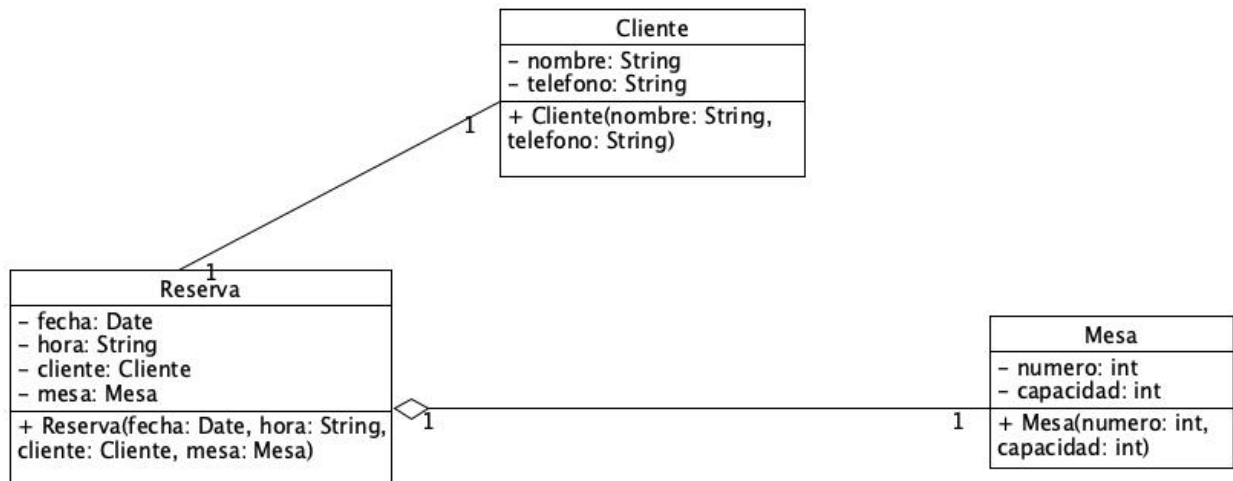 Cliente
– nombre: String
– telefono: String
+ Cliente(nombre: String,
telefono: String)
1
1
Reserva
– fecha: Date
– hora: String
– cliente: Cliente
– mesa: Mesa
+ Reserva(fecha: Date, hora: String,
cliente: Cliente, mesa: Mesa)
1
1
Mesa
– numero: int
– capacidad: int
+ Mesa(numero: int,
capacidad: int)